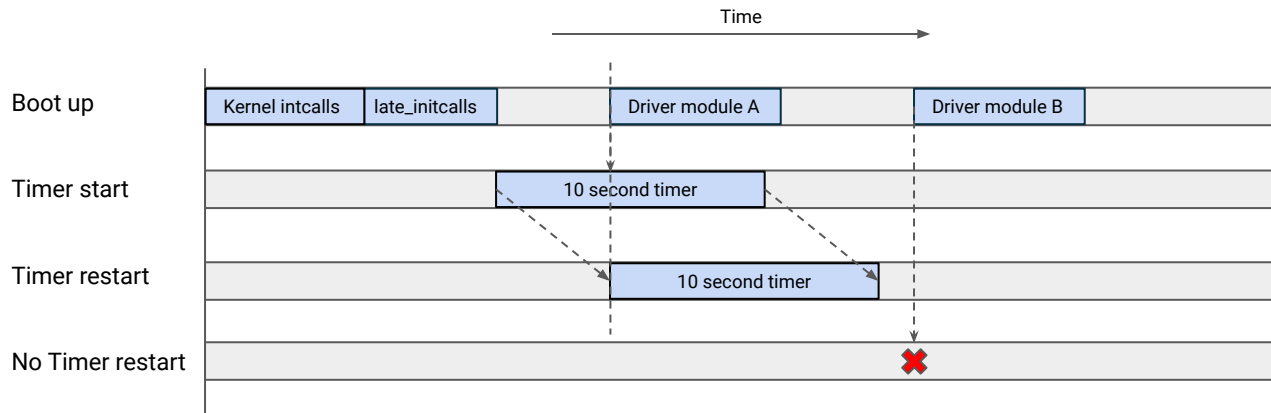 Time
Boot up
Kernel intcalls
late_initcalls
Driver module A
Driver module B
Timer start
10 second timer
Timer restart
10 second timer
No Timer restart